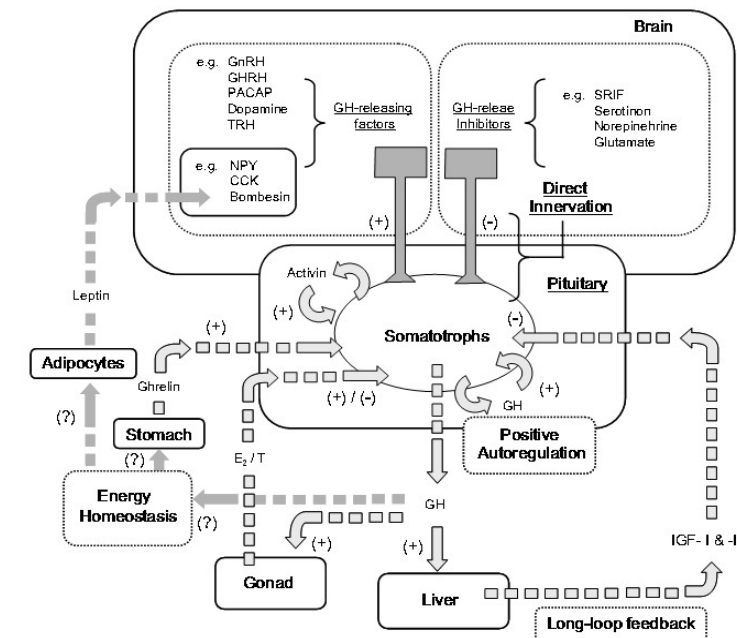 Brain
e.g. GnRH
GHRH
PACAP
Dopamine
TRH
GH-releasing
factors
e.g. NPY
CCK
Bombesin
GH-releae
Inhibitors
e.g. SRIF
Serotinon
Norepinehrine
Glutamate
Direct
Innervation
(+)
(-)
Pituitary
Activin
(+)
Somatotrophs
(-)
Leptin
(+)
Adipocytes
Ghrelin
(+) / (-)
(+)
GH
(?)
Stomach
(?)
Positive
Autoregulation
E2 / T
Energy
Homeostasis
(?)
GH
(+)
(+)
IGF- I & -I
Gonad
Liver
Long-loop feedback